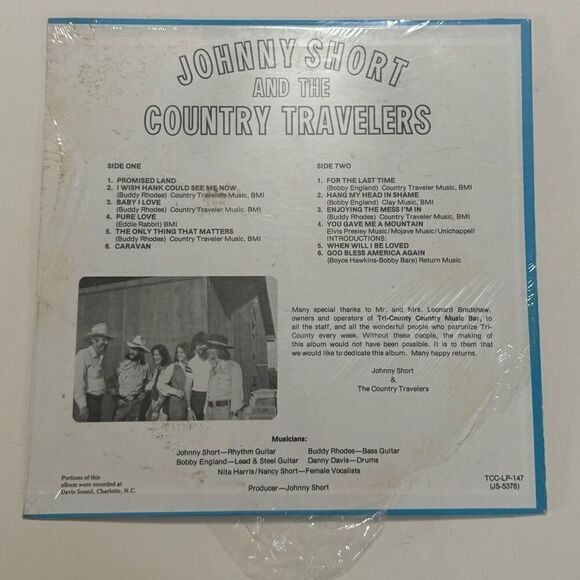 JOHNNY SHORT
AND THE
COUNTRY TRAVELERS
SIDE ONE
1. PROMISED LAND
2. I WISH HANK COULD SEE ME NOW
(Buddy Rhodes) Country Travelers Music, BMI
3. BABY I LOVE
(Buddy Rhodes) Country Traveler Music, BMI
4. PURE LOVE
(Eddie Rabbit) BMI
5. THE ONLY THING THAT MATTERS
(Buddy Rhodes) Country Traveler Music, BMI
6. CARAVAN
SIDE TWO
1. FOR THE LAST TIME
(Bobby England) Country Traveler Music, BMI
2. HANG MY HEAD IN SHAME
(Bobby England) Clay Music, BMI
3. ENJOYING THE MESS I'M IN
(Buddy Rhodes) Country Traveler Music, BMI
4. YOU GAVE ME A MOUNTAIN
Elvis Presley Music/Mojave Music/Unichappell
INTRODUCTIONS:
5. WHEN WILL I BE LOVED
6. GOD BLESS AMERICA AGAIN
(Boyce Hawkins-Bobby Bare) Return Music
Many special thanks to Mr. and Mrs. Leonard Bradshaw,
owners and operators of Tri-County Country Music Bar, to
all the staff, and all the wonderful people who patronize Tri-
County every week. Without these people, the making of
this album would not have been possible. It is to them that
we would like to dedicate this album. Many happy returns.
Johnny Short
&
The Country Travelers
Musicians:
Johnny Short—Rhythm Guitar Buddy Rhodes—Bass Guitar
Bobby England—Lead & Steel Guitar Danny Davis—Drums
Nita Harris/Nancy Short—Female Vocalists
Producer—Johnny Short
Portions of this
album were recorded at
Davis Sound, Charlotte, N.C.
TCC-LP-147
(JS-5378)